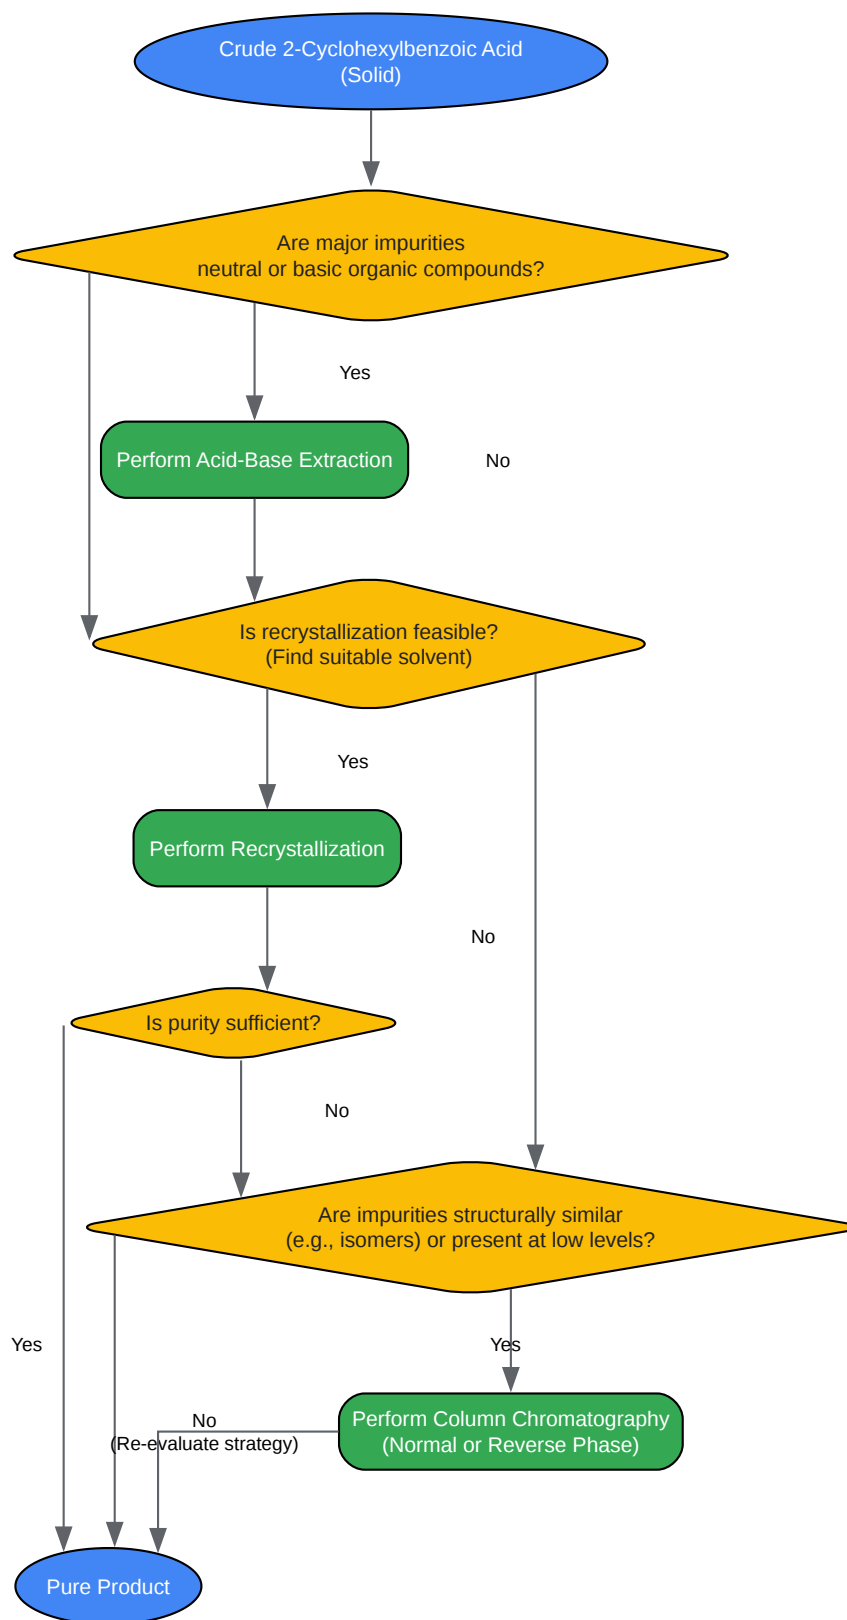 Crude 2-Cyclohexylbenzoic Acid
(Solid)
Are major impurities
neutral or basic organic compounds?
Yes
Perform Acid-Base Extraction
No
Is recrystallization feasible?
(Find suitable solvent)
Yes
Perform Recrystallization
No
Is purity sufficient?
No
Are impurities structurally similar
(e.g., isomers) or present at low levels?
Yes
Yes
No
(Re-evaluate strategy)
Perform Column Chromatography
(Normal or Reverse Phase)
Pure Product